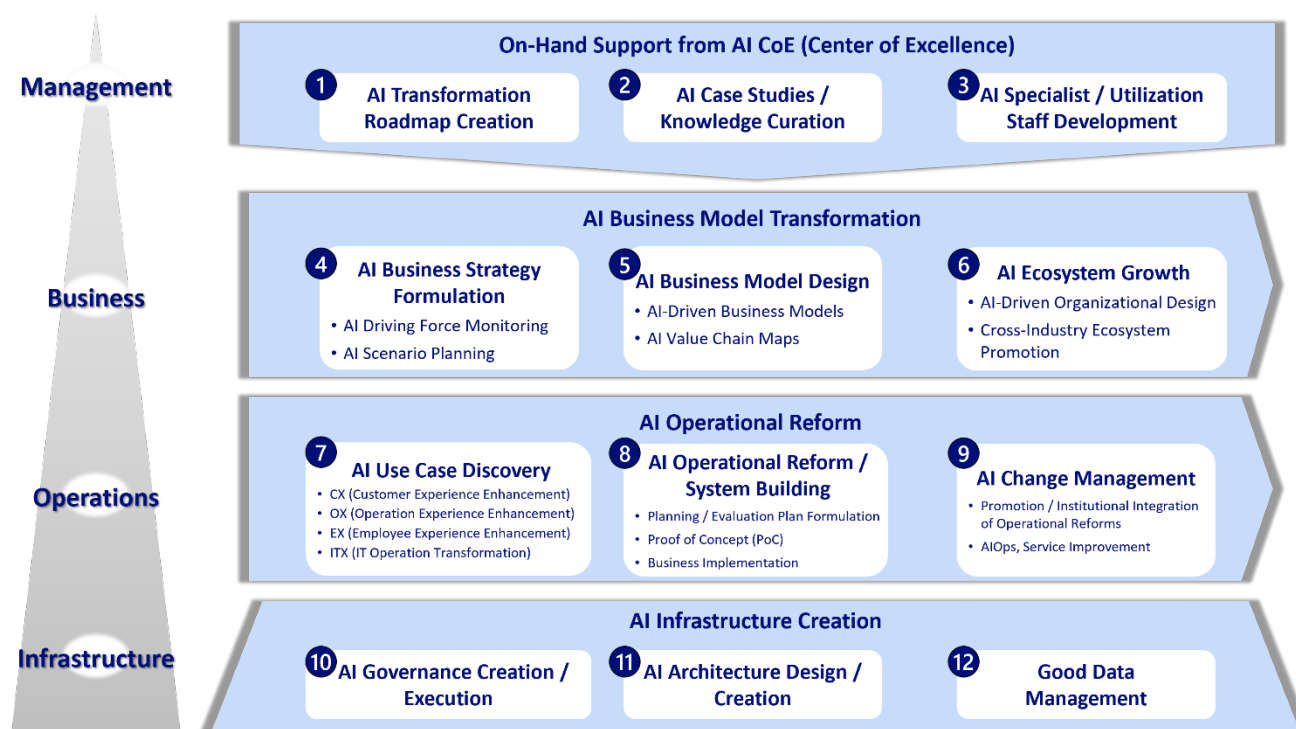 Management
On-Hand Support from AI CoE (Center of Excellence)
1
AI Transformation
Roadmap Creation
2
AI Case Studies /
Knowledge Curation
3
AI Specialist / Utilization
Staff Development
Business
AI Business Model Transformation
4
AI Business Strategy
Formulation
• AI Driving Force Monitoring
• AI Scenario Planning
5
AI Business Model Design
• AI-Driven Business Models
• AI Value Chain Maps
6
AI Ecosystem Growth
• AI-Driven Organizational Design
• Cross-Industry Ecosystem
Promotion
Operations
AI Operational Reform
7
AI Use Case Discovery
• CX (Customer Experience Enhancement)
• OX (Operation Experience Enhancement)
• EX (Employee Experience Enhancement)
• ITX (IT Operation Transformation)
8
AI Operational Reform /
System Building
• Planning / Evaluation Plan Formulation
• Proof of Concept (PoC)
• Business Implementation
9
AI Change Management
• Promotion / Institutional Integration
of Operational Reforms
• AIOps, Service Improvement
Infrastructure
AI Infrastructure Creation
10
AI Governance Creation /
Execution
11
AI Architecture Design /
Creation
12
Good Data
Management